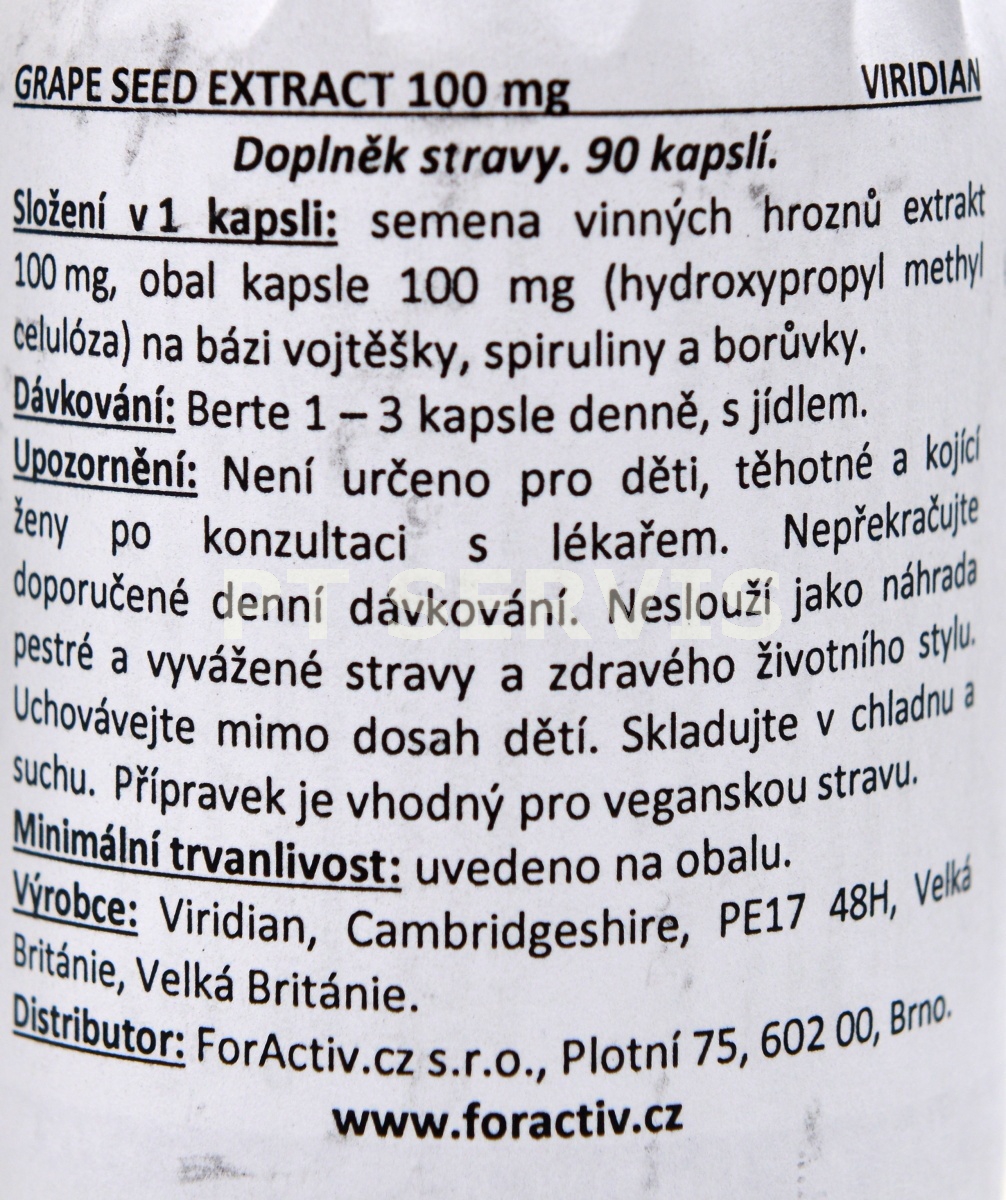 GRAPE SEED EXTRACT 100 mg VIRIDIAN
Doplněk stravy. 90 kapslí.
Složení v 1 kapsli: semena vinných hroznů extrakt
100 mg, obal kapsle 100 mg (hydroxypropyl methyl
celulóza) na bázi vojtěšky, spiruliny a borůvky.
Dávkování: Berte 1 – 3 kapsle denně, s jídlem.
Upozornění: Není určeno pro děti, těhotné a kojící
ženy po konzultaci s lékařem. Nepřekračujte
doporučené denní dávkování. Neslouží jako náhrada
PT SERVIS
pestré a vyvážené stravy a zdravého životního stylu.
Uchovávejte mimo dosah dětí. Skladujte v chladnu a
suchu. Přípravek je vhodný pro veganskou stravu.
Minimální trvanlivost: uvedeno na obalu.
Výrobce: Viridian, Cambridgeshire, PE17 48H, Velká
Británie, Velká Británie.
Distributor: ForActiv.cz s.r.o., Plotní 75, 602 00, Brno.
www.foractiv.cz